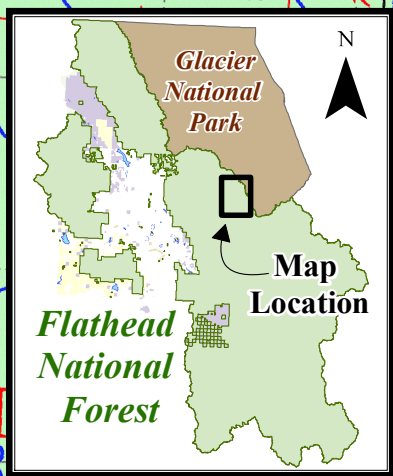 Glacier
National
Park
N
Map
Location
Flathead
National
Forest